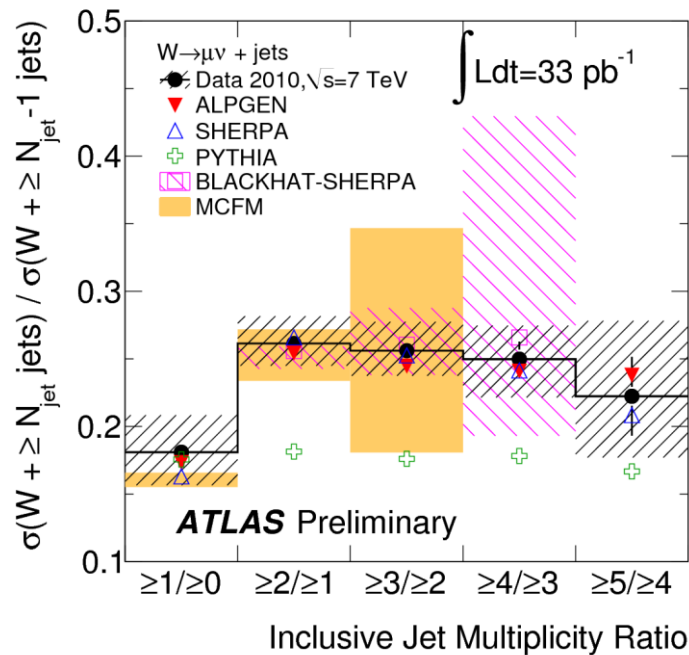 σ(W + ≥ N_jet jets) / σ(W + ≥ N_jet -1 jets)
0.5
0.4
0.3
0.2
0.1
W→μν + jets
Data 2010,√s=7 TeV
ALPGEN
SHERPA
PYTHIA
BLACKHAT-SHERPA
MCFM
∫ Ldt=33 pb⁻¹
ATLAS Preliminary
≥1/≥0 ≥2/≥1 ≥3/≥2 ≥4/≥3 ≥5/≥4
Inclusive Jet Multiplicity Ratio